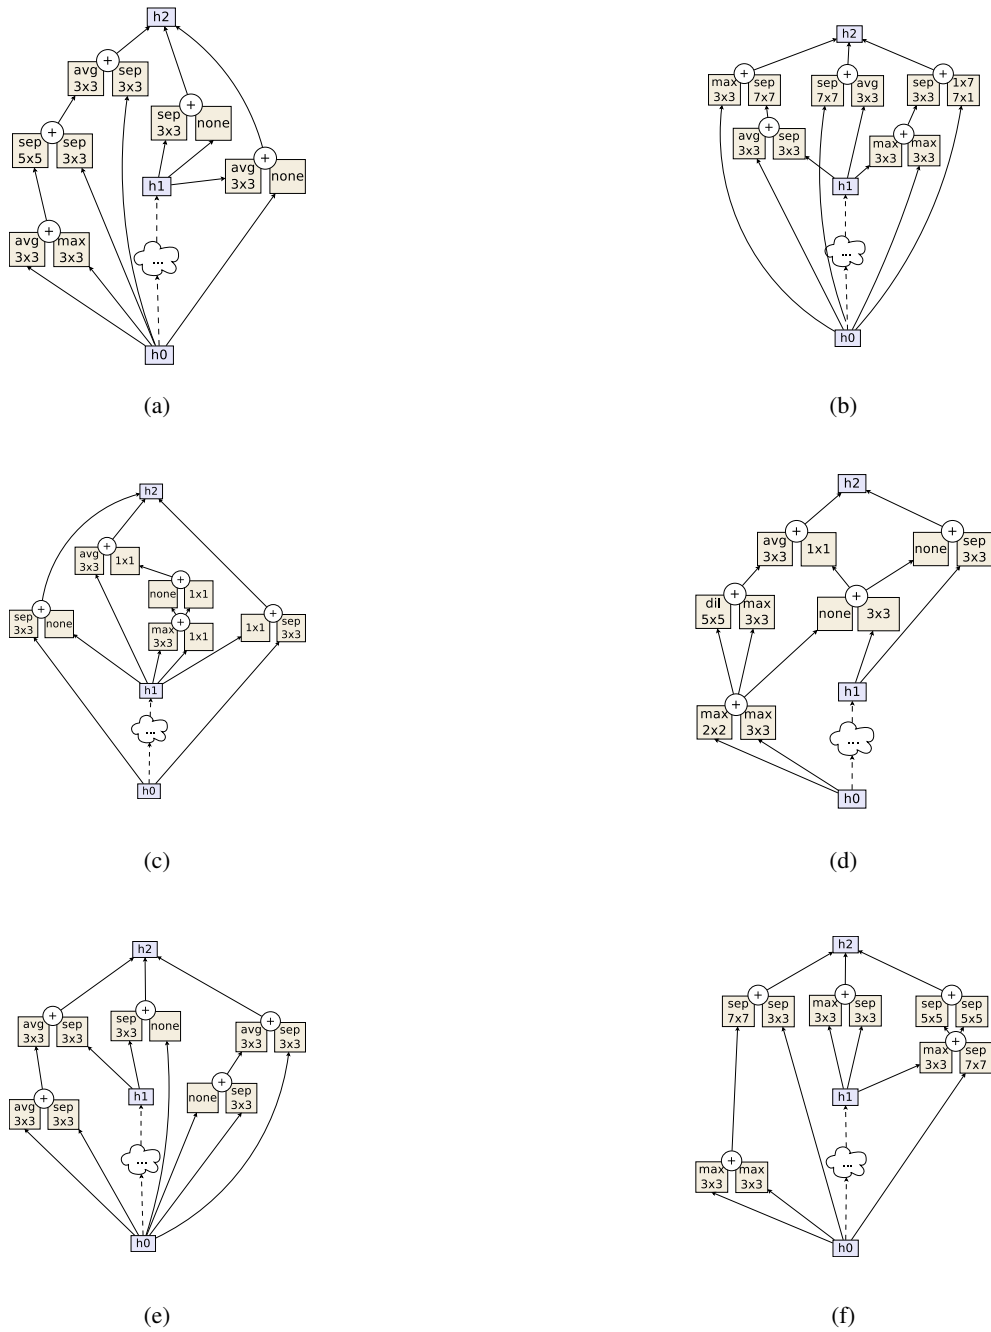 h2
+
avg 3x3
sep 3x3
+
sep 3x3
none
+
sep 5x5
sep 3x3
+
avg 3x3
none
h1
+
avg 3x3
max 3x3
...
h0
(a)
h2
+
max 3x3
sep 7x7
+
sep 7x7
avg 3x3
+
sep 3x3
1x7 7x1
+
avg 3x3
sep 3x3
+
max 3x3
max 3x3
h1
...
h0
(b)
h2
+
avg 3x3
1x1
+
none
1x1
+
sep 3x3
none
+
max 3x3
1x1
+
1x1
sep 3x3
h1
...
h0
(c)
h2
+
avg 3x3
1x1
+
none
sep 3x3
+
dil 5x5
max 3x3
+
none
3x3
h1
+
max 2x2
max 3x3
...
h0
(d)
h2
+
avg 3x3
sep 3x3
+
sep 3x3
none
+
avg 3x3
sep 3x3
+
none
sep 3x3
h1
+
avg 3x3
sep 3x3
...
h0
(e)
h2
+
sep 7x7
sep 3x3
+
max 3x3
sep 3x3
+
sep 5x5
sep 5x5
+
max 3x3
sep 7x7
h1
+
max 3x3
max 3x3
...
h0
(f)